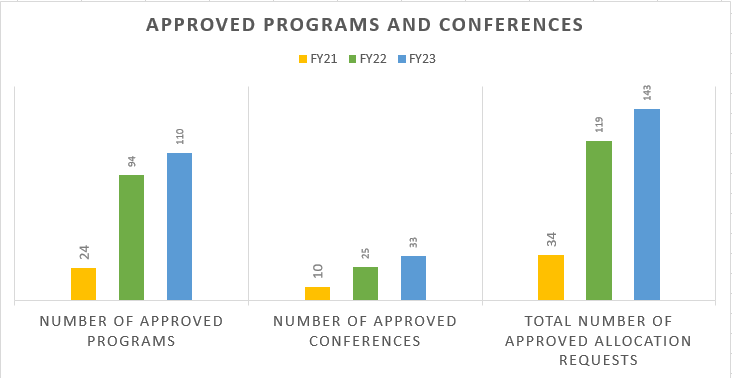 APPROVED PROGRAMS AND CONFERENCES
FY21 FY22 FY23
24
94
110
10
25
33
34
119
143
NUMBER OF APPROVED
PROGRAMS
NUMBER OF APPROVED
CONFERENCES
TOTAL NUMBER OF
APPROVED ALLOCATION
REQUESTS